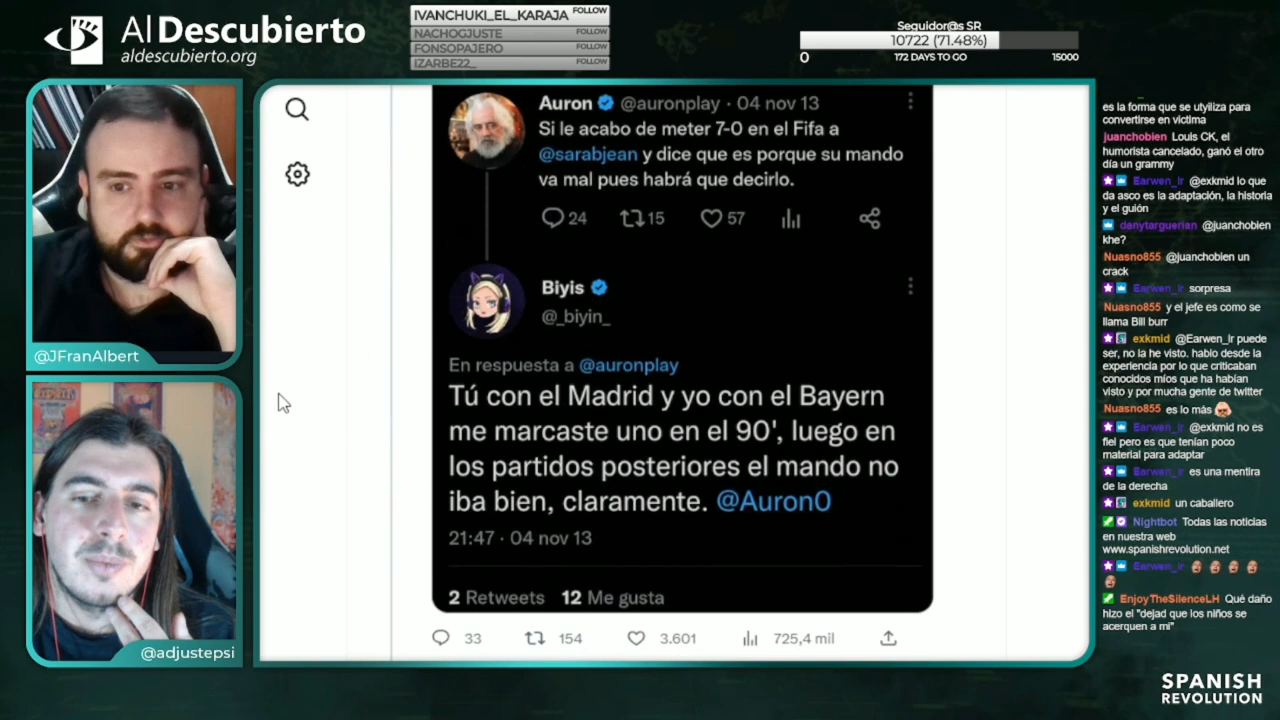 Al Descubierto
aldescubierto.org
IVANCHUKI_EL_KARAJA FOLLOW
NACHOGJUSTE FOLLOW
FONSOPAJERO FOLLOW
IZARBE22_ FOLLOW
Seguidor@s SR
10722 (71.48%)
0 172 DAYS TO GO 15000
@JFranAlbert
@adjustepsi
Auron @auronplay · 04 nov 13
Si le acabo de meter 7-0 en el Fifa a
@sarabjean y dice que es porque su mando
va mal pues habrá que decirlo.
24 15 57
Biyis
@_biyin_
En respuesta a @auronplay
Tú con el Madrid y yo con el Bayern
me marcaste uno en el 90', luego en
los partidos posteriores el mando no
iba bien, claramente. @Auron0
21:47 · 04 nov 13
2 Retweets 12 Me gusta
33 154 3.601 725,4 mil
es la forma que se utyiliza para
convertirse en victima
juanchobien Louis CK, el
humorista cancelado, ganó el otro
día un grammy
Earwen_Ir @exkmid lo que
da asco es la adaptación, la historia
y el guión
danytarguerian @juanchobien
khe?
Nuasno855 @juanchobien un
crack
Earwen_Ir sorpresa
Nuasno855 y el jefe es como se
llama Bill burr
exkmid @Earwen_Ir puede
ser, no la he visto. hablo desde la
experiencia por lo que criticaban
conocidos míos que ha habían
visto y por mucha gente de twitter
Nuasno855 es lo más
Earwen_Ir @exkmid no es
fiel pero es que tenían poco
material para adaptar
Earwen_Ir es una mentira
de la derecha
exkmid un caballero
Nightbot Todas las noticias
en nuestra web
www.spanishrevolution.net
Earwen_Ir
EnjoyTheSilenceLH Qué daño
hizo el "dejad que los niños se
acerquen a mi"
SPANISH
REVOLUTION